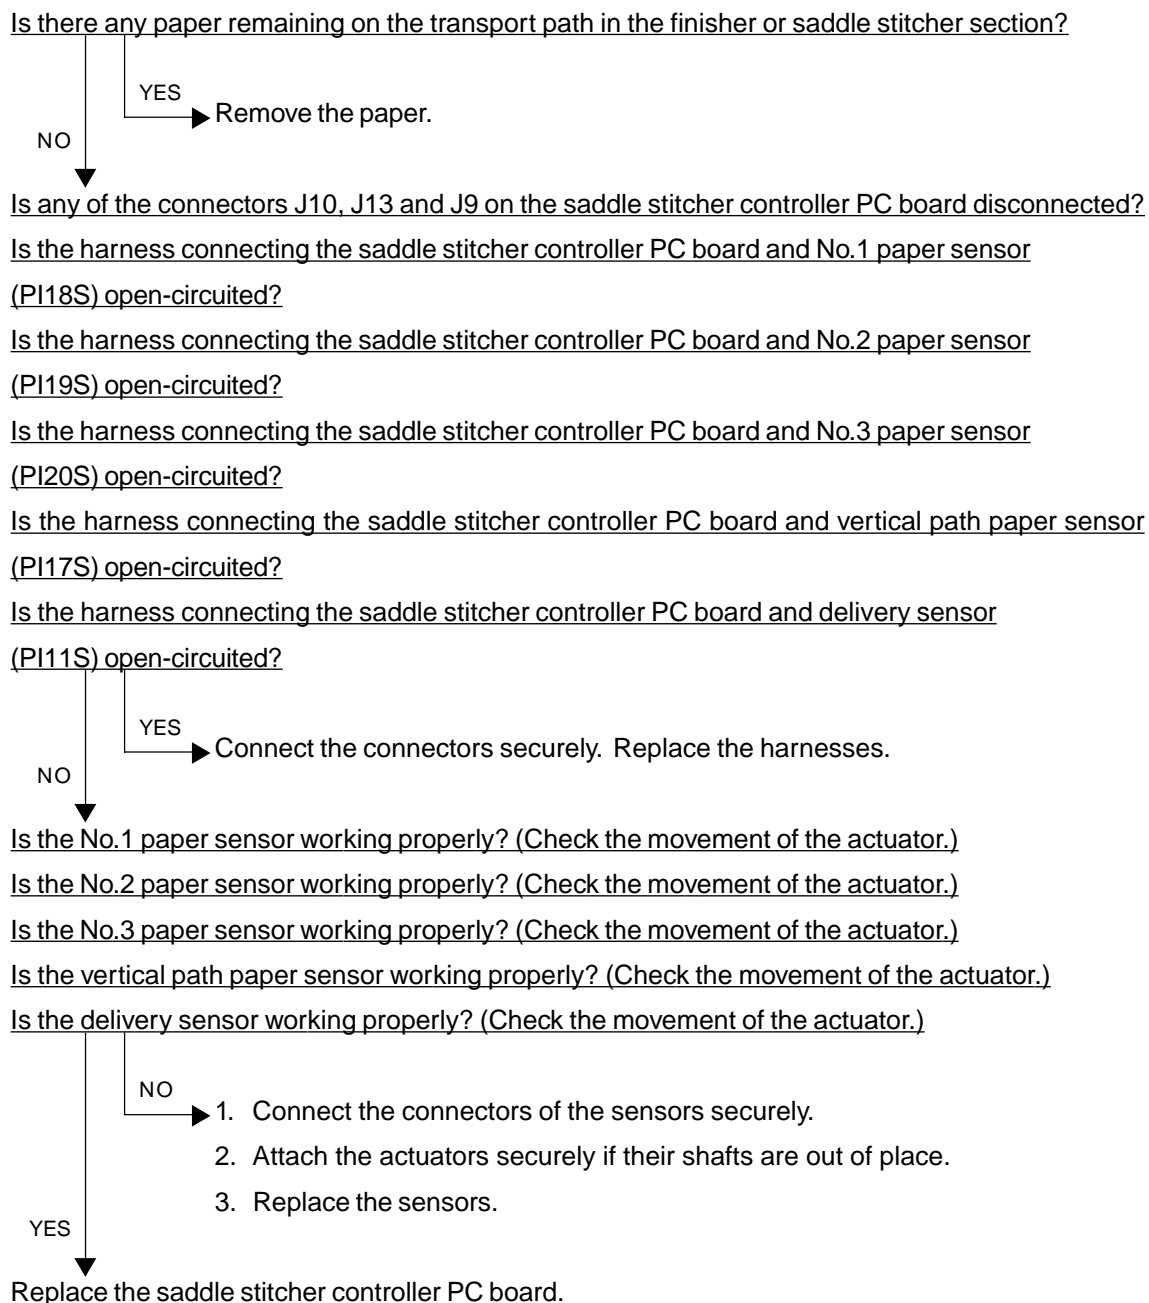 Is there any paper remaining on the transport path in the finisher or saddle stitcher section?
YES
Remove the paper.
NO
Is any of the connectors J10, J13 and J9 on the saddle stitcher controller PC board disconnected?
Is the harness connecting the saddle stitcher controller PC board and No.1 paper sensor
(PI18S) open-circuited?
Is the harness connecting the saddle stitcher controller PC board and No.2 paper sensor
(PI19S) open-circuited?
Is the harness connecting the saddle stitcher controller PC board and No.3 paper sensor
(PI20S) open-circuited?
Is the harness connecting the saddle stitcher controller PC board and vertical path paper sensor
(PI17S) open-circuited?
Is the harness connecting the saddle stitcher controller PC board and delivery sensor
(PI11S) open-circuited?
YES
Connect the connectors securely. Replace the harnesses.
NO
Is the No.1 paper sensor working properly? (Check the movement of the actuator.)
Is the No.2 paper sensor working properly? (Check the movement of the actuator.)
Is the No.3 paper sensor working properly? (Check the movement of the actuator.)
Is the vertical path paper sensor working properly? (Check the movement of the actuator.)
Is the delivery sensor working properly? (Check the movement of the actuator.)
NO
1. Connect the connectors of the sensors securely.
2. Attach the actuators securely if their shafts are out of place.
3. Replace the sensors.
YES
Replace the saddle stitcher controller PC board.